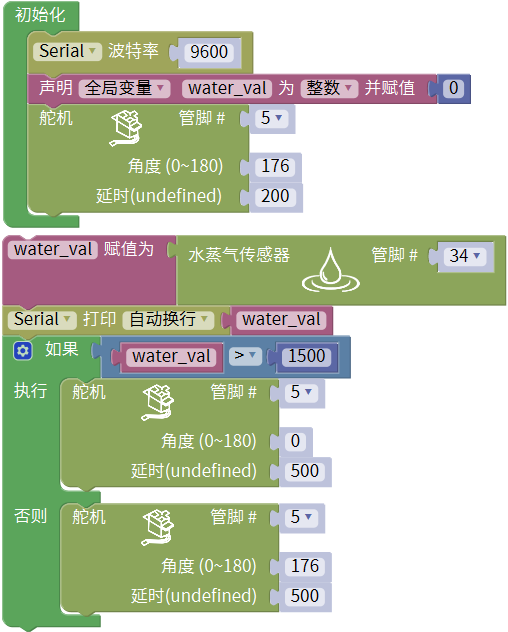 初始化
Serial 波特率 9600
声明 全局变量 water_val 为 整数 并赋值 0
舵机 管脚 # 5
角度 (0~180) 176
延时(undefined) 200
water_val 赋值为 水蒸气传感器 管脚 # 34
Serial 打印 自动换行 water_val
如果 water_val > 1500
执行 舵机 管脚 # 5
角度 (0~180) 0
延时(undefined) 500
否则 舵机 管脚 # 5
角度 (0~180) 176
延时(undefined) 500